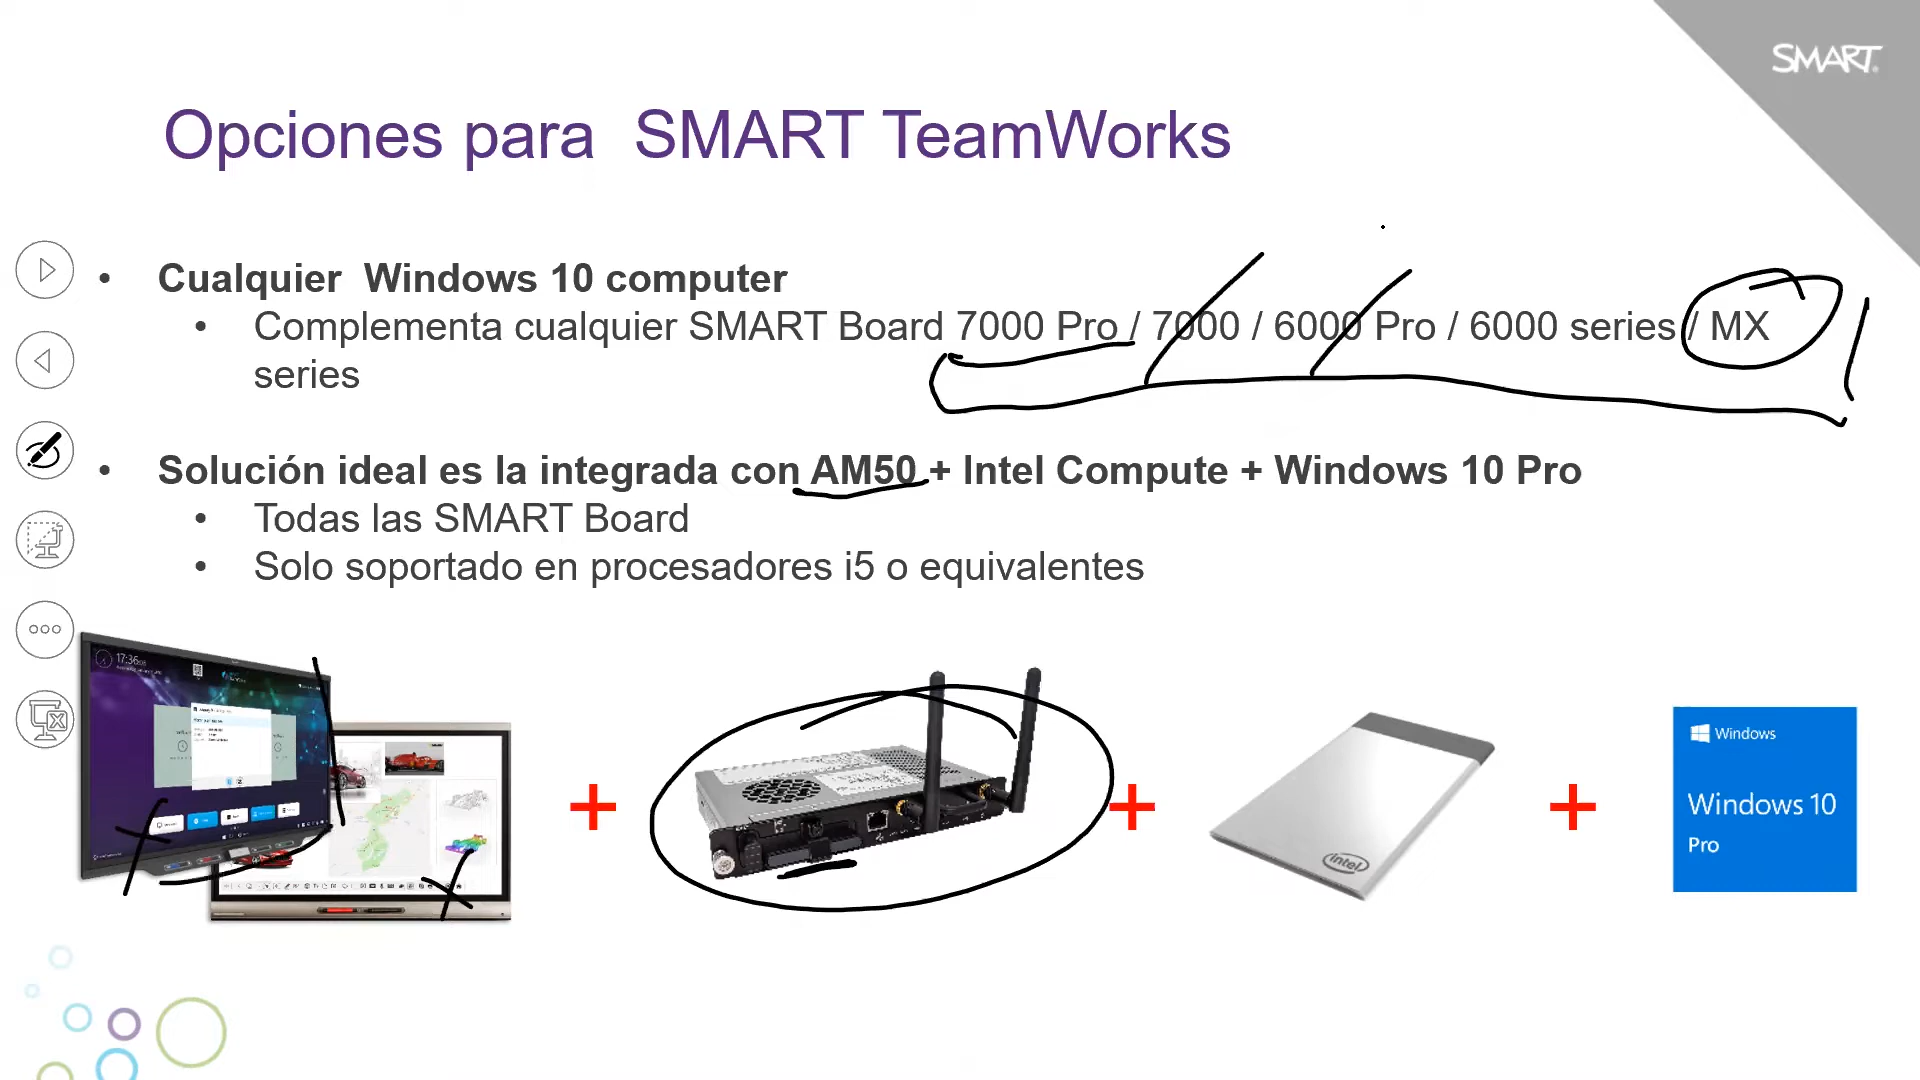 SMART
Opciones para SMART TeamWorks
• Cualquier Windows 10 computer
• Complementa cualquier SMART Board 7000 Pro / 7000 / 6000 Pro / 6000 series / MX
series
• Solución ideal es la integrada con AM50 + Intel Compute + Windows 10 Pro
• Todas las SMART Board
• Solo soportado en procesadores i5 o equivalentes
17:36
+
+
+
intel
Windows
Windows 10
Pro